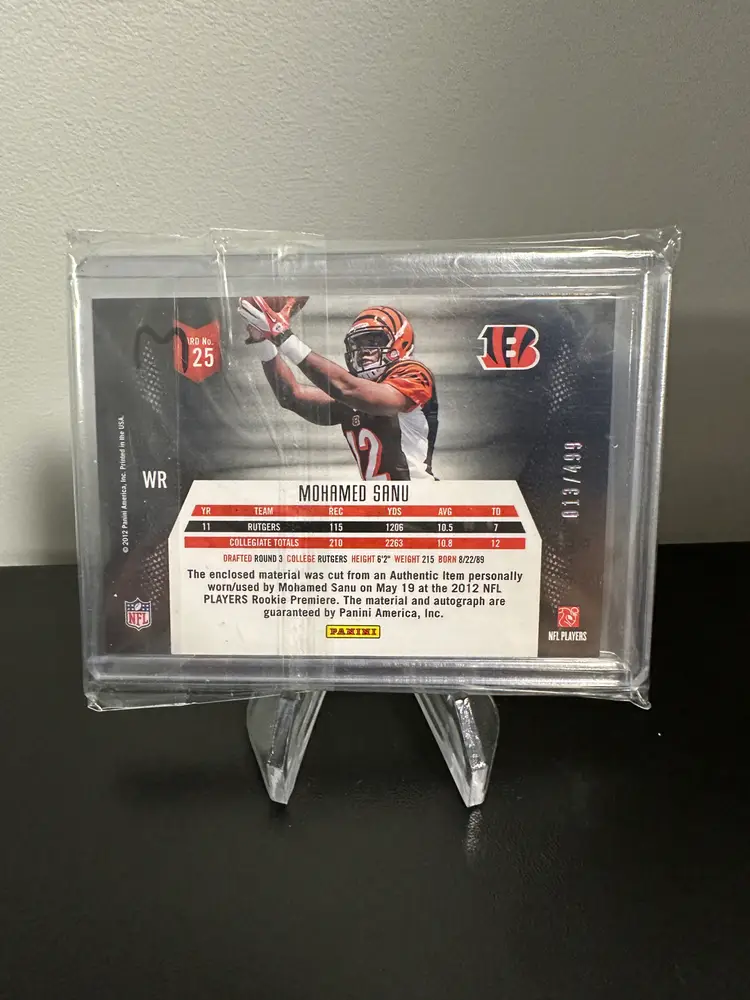 RD No.
25
B
12
WR
© 2012 Panini America, Inc. Printed in the USA.
013/499
MOHAMED SANU
YR TEAM REC YDS AVG TD
11 RUTGERS 115 1206 10.5 7
COLLEGIATE TOTALS 210 2263 10.8 12
DRAFTED ROUND 3 COLLEGE RUTGERS HEIGHT 6'2" WEIGHT 215 BORN 8/22/89
The enclosed material was cut from an Authentic Item personally
worn/used by Mohamed Sanu on May 19 at the 2012 NFL
PLAYERS Rookie Premiere. The material and autograph are
guaranteed by Panini America, Inc.
PANINI
NFL
NFL PLAYERS